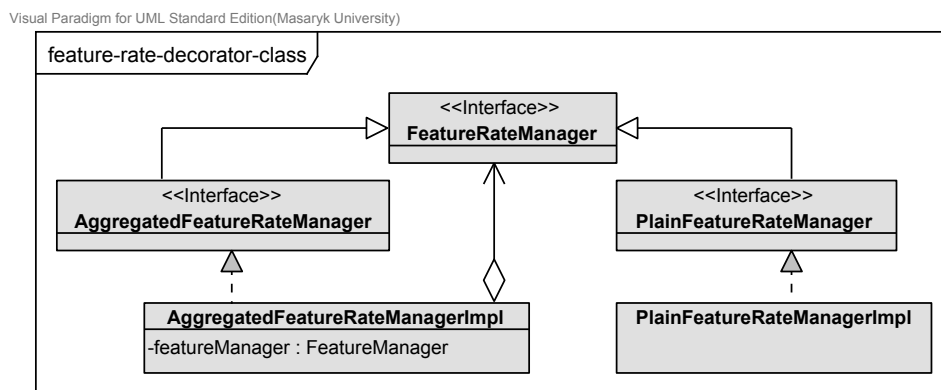 Visual Paradigm for UML Standard Edition(Masaryk University)
feature-rate-decorator-class
<<Interface>>
FeatureRateManager
<<Interface>>
AggregatedFeatureRateManager
<<Interface>>
PlainFeatureRateManager
AggregatedFeatureRateManagerImpl
-featureManager : FeatureManager
PlainFeatureRateManagerImpl